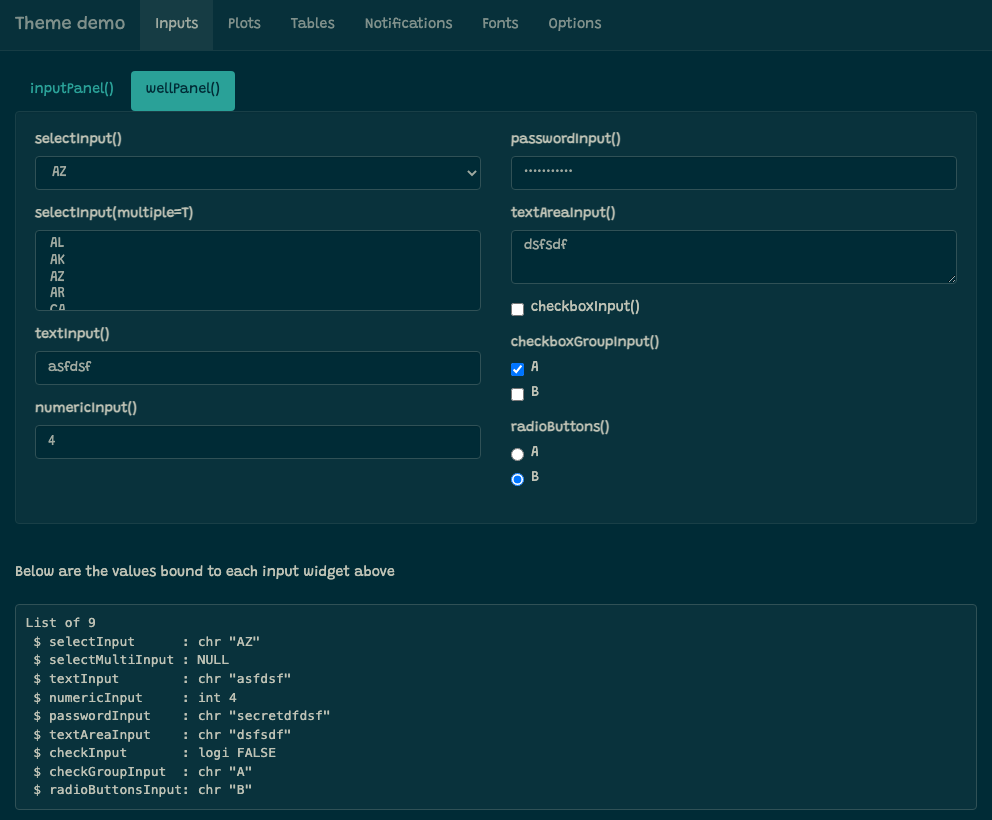 Theme demo Inputs Plots Tables Notifications Fonts Options
inputPanel() wellPanel()
selectInput()
AZ
selectInput(multiple=T)
AL
AK
AZ
AR
CA
textInput()
asfdsf
numericInput()
4
passwordInput()
•••••••••••
textAreaInput()
dsfsdf
checkboxInput()
checkboxGroupInput()
A
B
radioButtons()
A
B
Below are the values bound to each input widget above
List of 9
 $ selectInput      : chr "AZ"
 $ selectMultiInput : NULL
 $ textInput        : chr "asfdsf"
 $ numericInput     : int 4
 $ passwordInput    : chr "secretdfdsf"
 $ textAreaInput    : chr "dsfsdf"
 $ checkInput       : logi FALSE
 $ checkGroupInput  : chr "A"
 $ radioButtonsInput: chr "B"